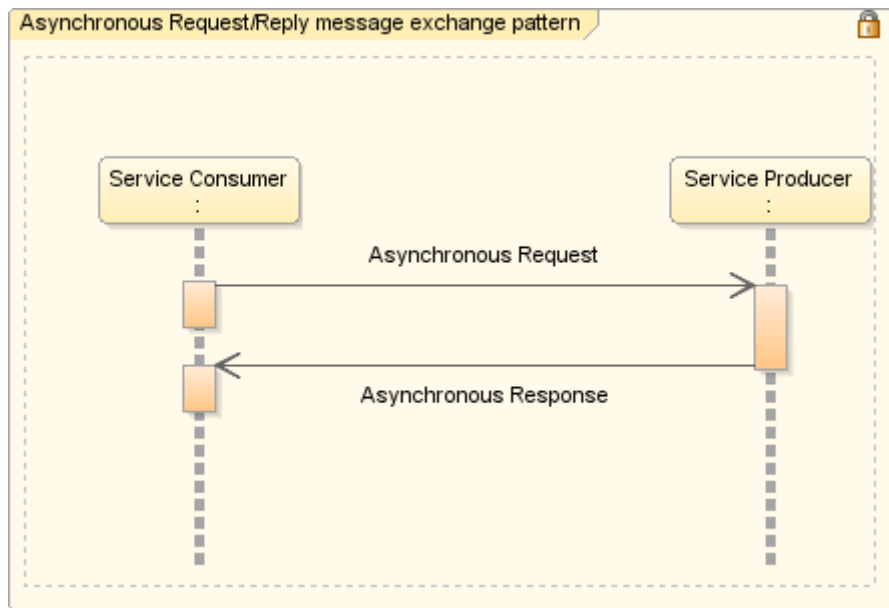 Asynchronous Request/Reply message exchange pattern
Service Consumer
:
Service Producer
:
Asynchronous Request
Asynchronous Response